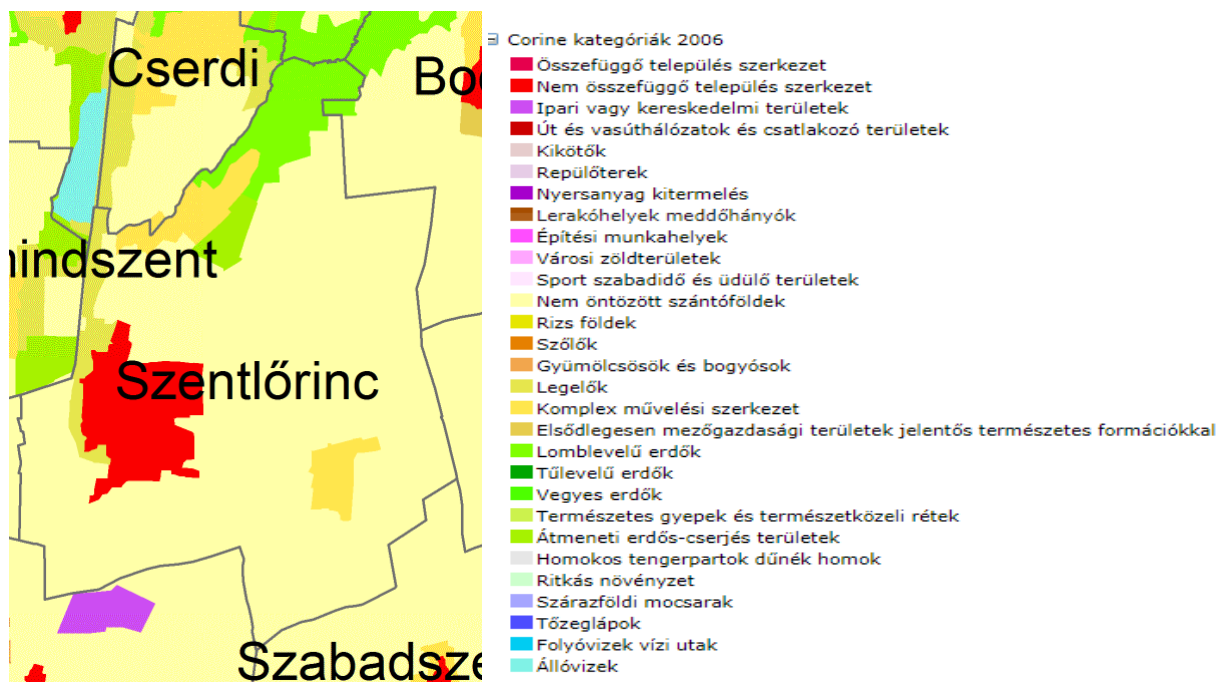 Cserdi
Bo
indszent
Szentlőrinc
Szabadsze
Corine kategóriák 2006
Összefüggő település szerkezet
Nem összefüggő település szerkezet
Ipari vagy kereskedelmi területek
Út és vasúthálózatok és csatlakozó területek
Kikötők
Repülőterek
Nyersanyag kitermelés
Lerakóhelyek meddőhányók
Építési munkahelyek
Városi zöldterületek
Sport szabadidő és üdülő területek
Nem öntözött szántóföldek
Rizs földek
Szőlők
Gyümölcsösök és bogyósok
Legelők
Komplex művelési szerkezet
Elsődlegesen mezőgazdasági területek jelentős természetes formációkkal
Lomblevelű erdők
Tűlevelű erdők
Vegyes erdők
Természetes gyepek és természetközeli rétek
Átmeneti erdős-cserjés területek
Homokos tengerpartok dűnék homok
Ritkás növényzet
Szárazföldi mocsarak
Tőzeglápok
Folyóvizek vízi utak
Állóvizek